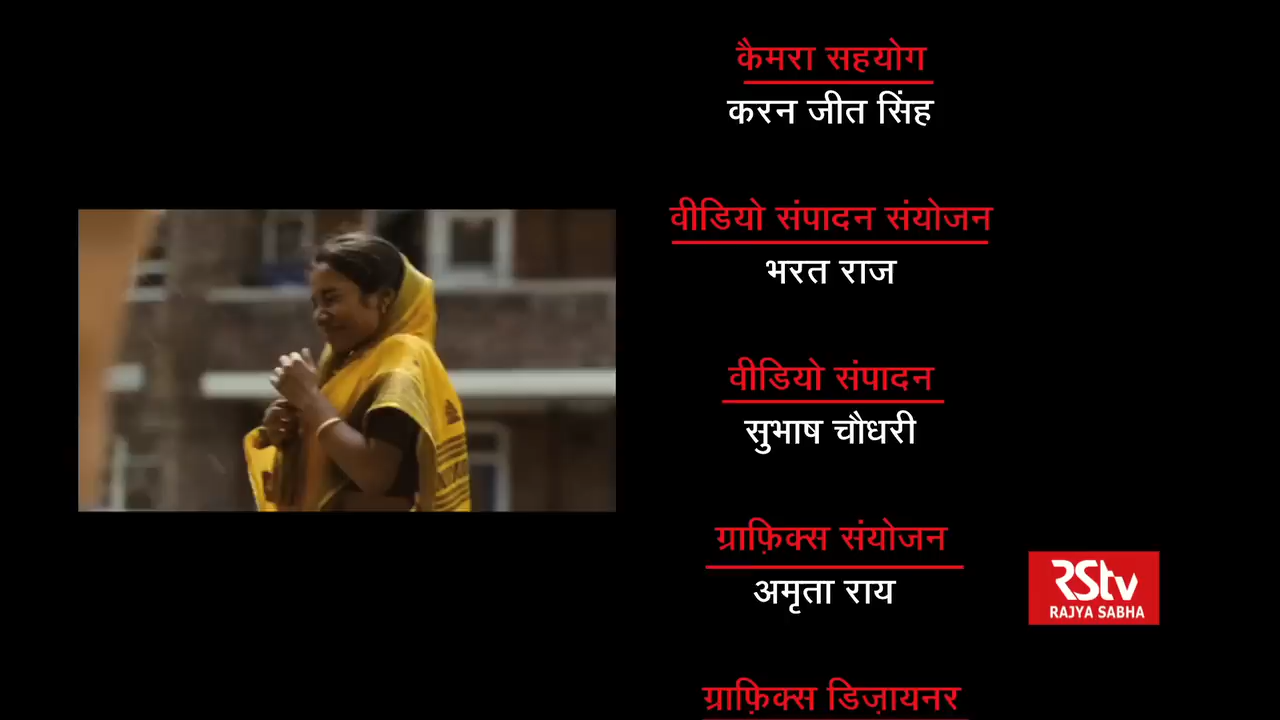 कैमरा सहयोग
करन जीत सिंह
वीडियो संपादन संयोजन
भरत राज
वीडियो संपादन
सुभाष चौधरी
ग्राफ़िक्स संयोजन
अमृता राय
RStv
RAJYA SABHA
ग्राफ़िक्स डिज़ायनर